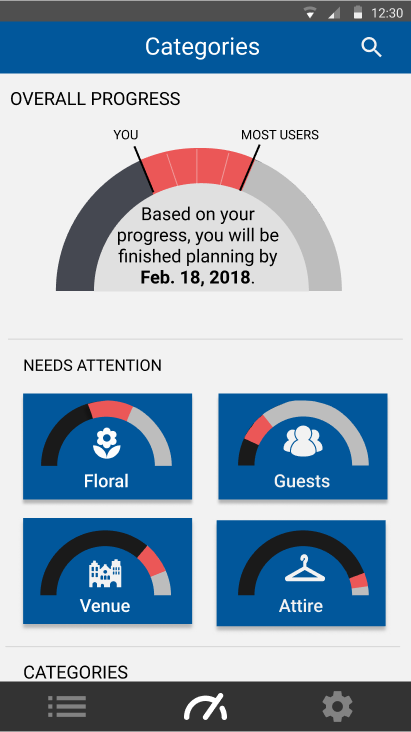 12:30
Categories
OVERALL PROGRESS
YOU
MOST USERS
Based on your
progress, you will be
finished planning by
Feb. 18, 2018.
NEEDS ATTENTION
Floral
Guests
Venue
Attire
CATEGORIES